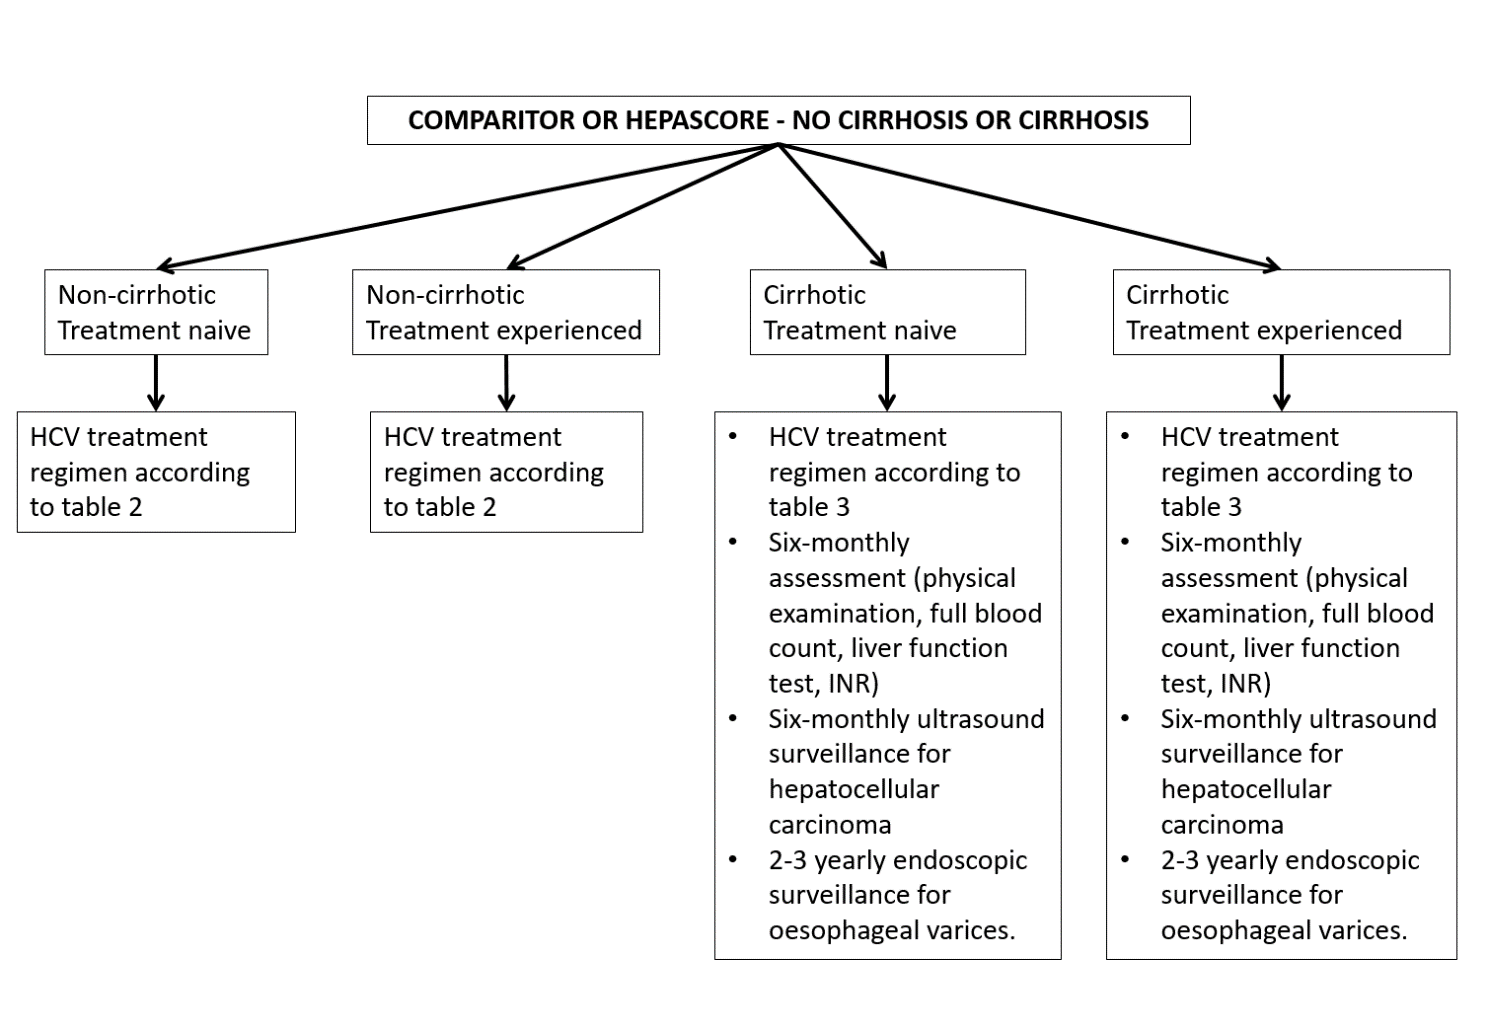 COMPARITOR OR HEPASCORE - NO CIRRHOSIS OR CIRRHOSIS
Non-cirrhotic
Treatment naive
Non-cirrhotic
Treatment experienced
Cirrhotic
Treatment naive
Cirrhotic
Treatment experienced
HCV treatment
regimen according
to table 2
HCV treatment
regimen according
to table 2
• HCV treatment
regimen according to
table 3
• Six-monthly
assessment (physical
examination, full blood
count, liver function
test, INR)
• Six-monthly ultrasound
surveillance for
hepatocellular
carcinoma
• 2-3 yearly endoscopic
surveillance for
oesophageal varices.
• HCV treatment
regimen according to
table 3
• Six-monthly
assessment (physical
examination, full blood
count, liver function
test, INR)
• Six-monthly ultrasound
surveillance for
hepatocellular
carcinoma
• 2-3 yearly endoscopic
surveillance for
oesophageal varices.